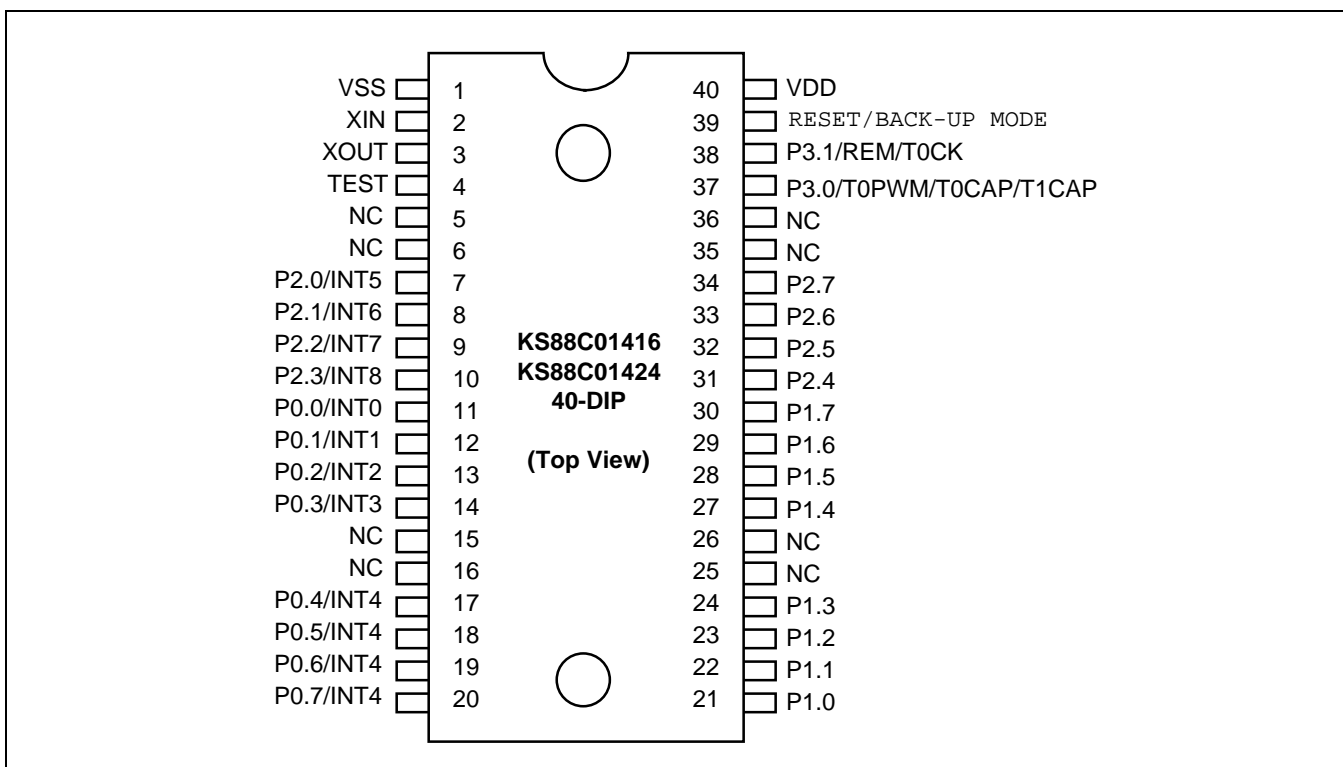 VSS 1 40 VDD
XIN 2 39 RESET/BACK-UP MODE
XOUT 3 38 P3.1/REM/T0CK
TEST 4 37 P3.0/T0PWM/T0CAP/T1CAP
NC 5 36 NC
NC 6 35 NC
P2.0/INT5 7 34 P2.7
P2.1/INT6 8 33 P2.6
P2.2/INT7 9 KS88C01416 32 P2.5
P2.3/INT8 10 KS88C01424 31 P2.4
P0.0/INT0 11 40-DIP 30 P1.7
P0.1/INT1 12 29 P1.6
P0.2/INT2 13 (Top View) 28 P1.5
P0.3/INT3 14 27 P1.4
NC 15 26 NC
NC 16 25 NC
P0.4/INT4 17 24 P1.3
P0.5/INT4 18 23 P1.2
P0.6/INT4 19 22 P1.1
P0.7/INT4 20 21 P1.0